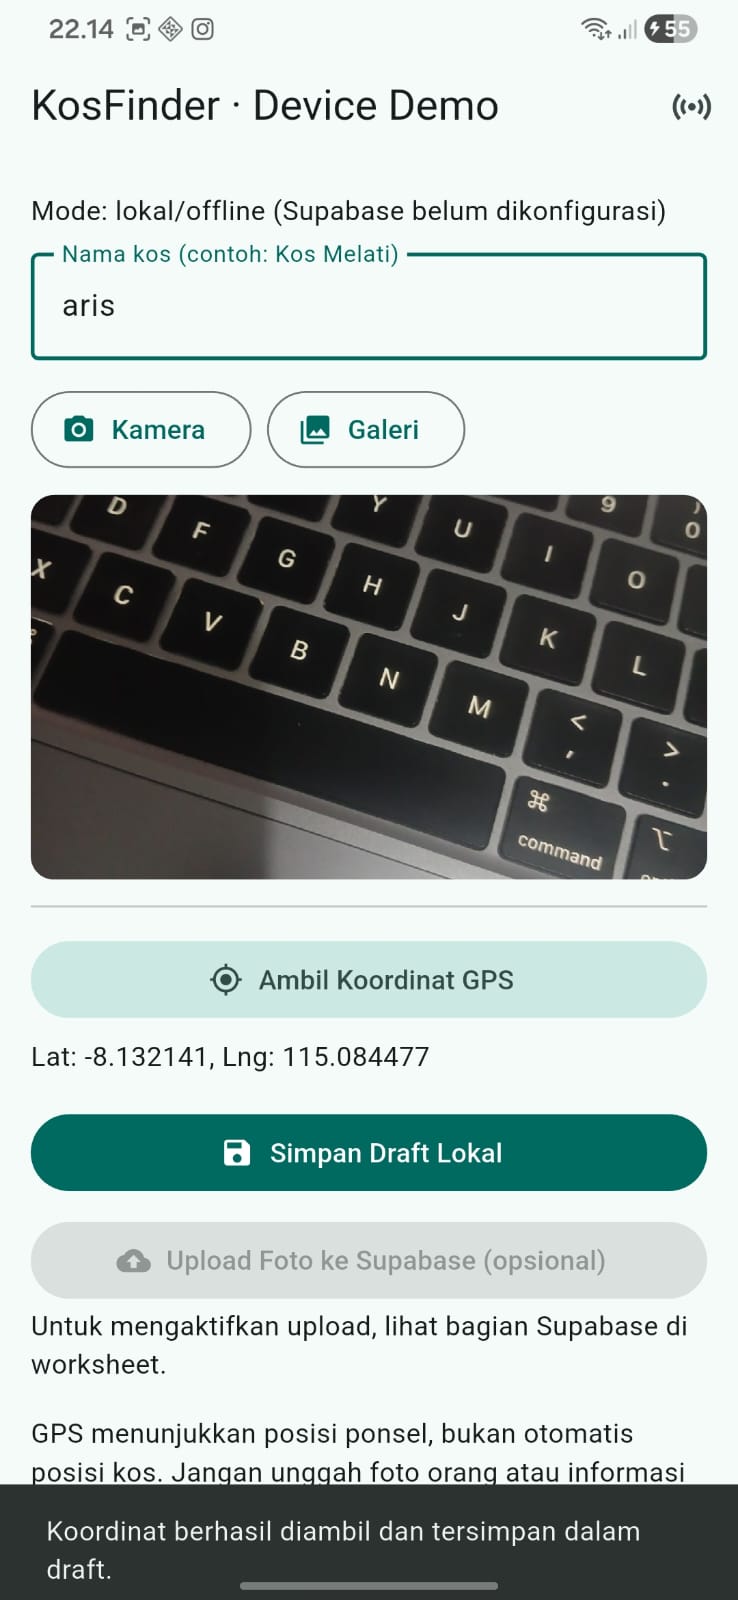 22.14
55
KosFinder · Device Demo
Mode: lokal/offline (Supabase belum dikonfigurasi)
Nama kos (contoh: Kos Melati)
aris
Kamera
Galeri
D
F
G
H
Y
U
I
9
O
)
0
X
C
V
B
N
M
J
K
L
<
,
>
.
⌘
command
⌥
Ambil Koordinat GPS
Lat: -8.132141, Lng: 115.084477
Simpan Draft Lokal
Upload Foto ke Supabase (opsional)
Untuk mengaktifkan upload, lihat bagian Supabase di
worksheet.
GPS menunjukkan posisi ponsel, bukan otomatis
posisi kos. Jangan unggah foto orang atau informasi
Koordinat berhasil diambil dan tersimpan dalam
draft.